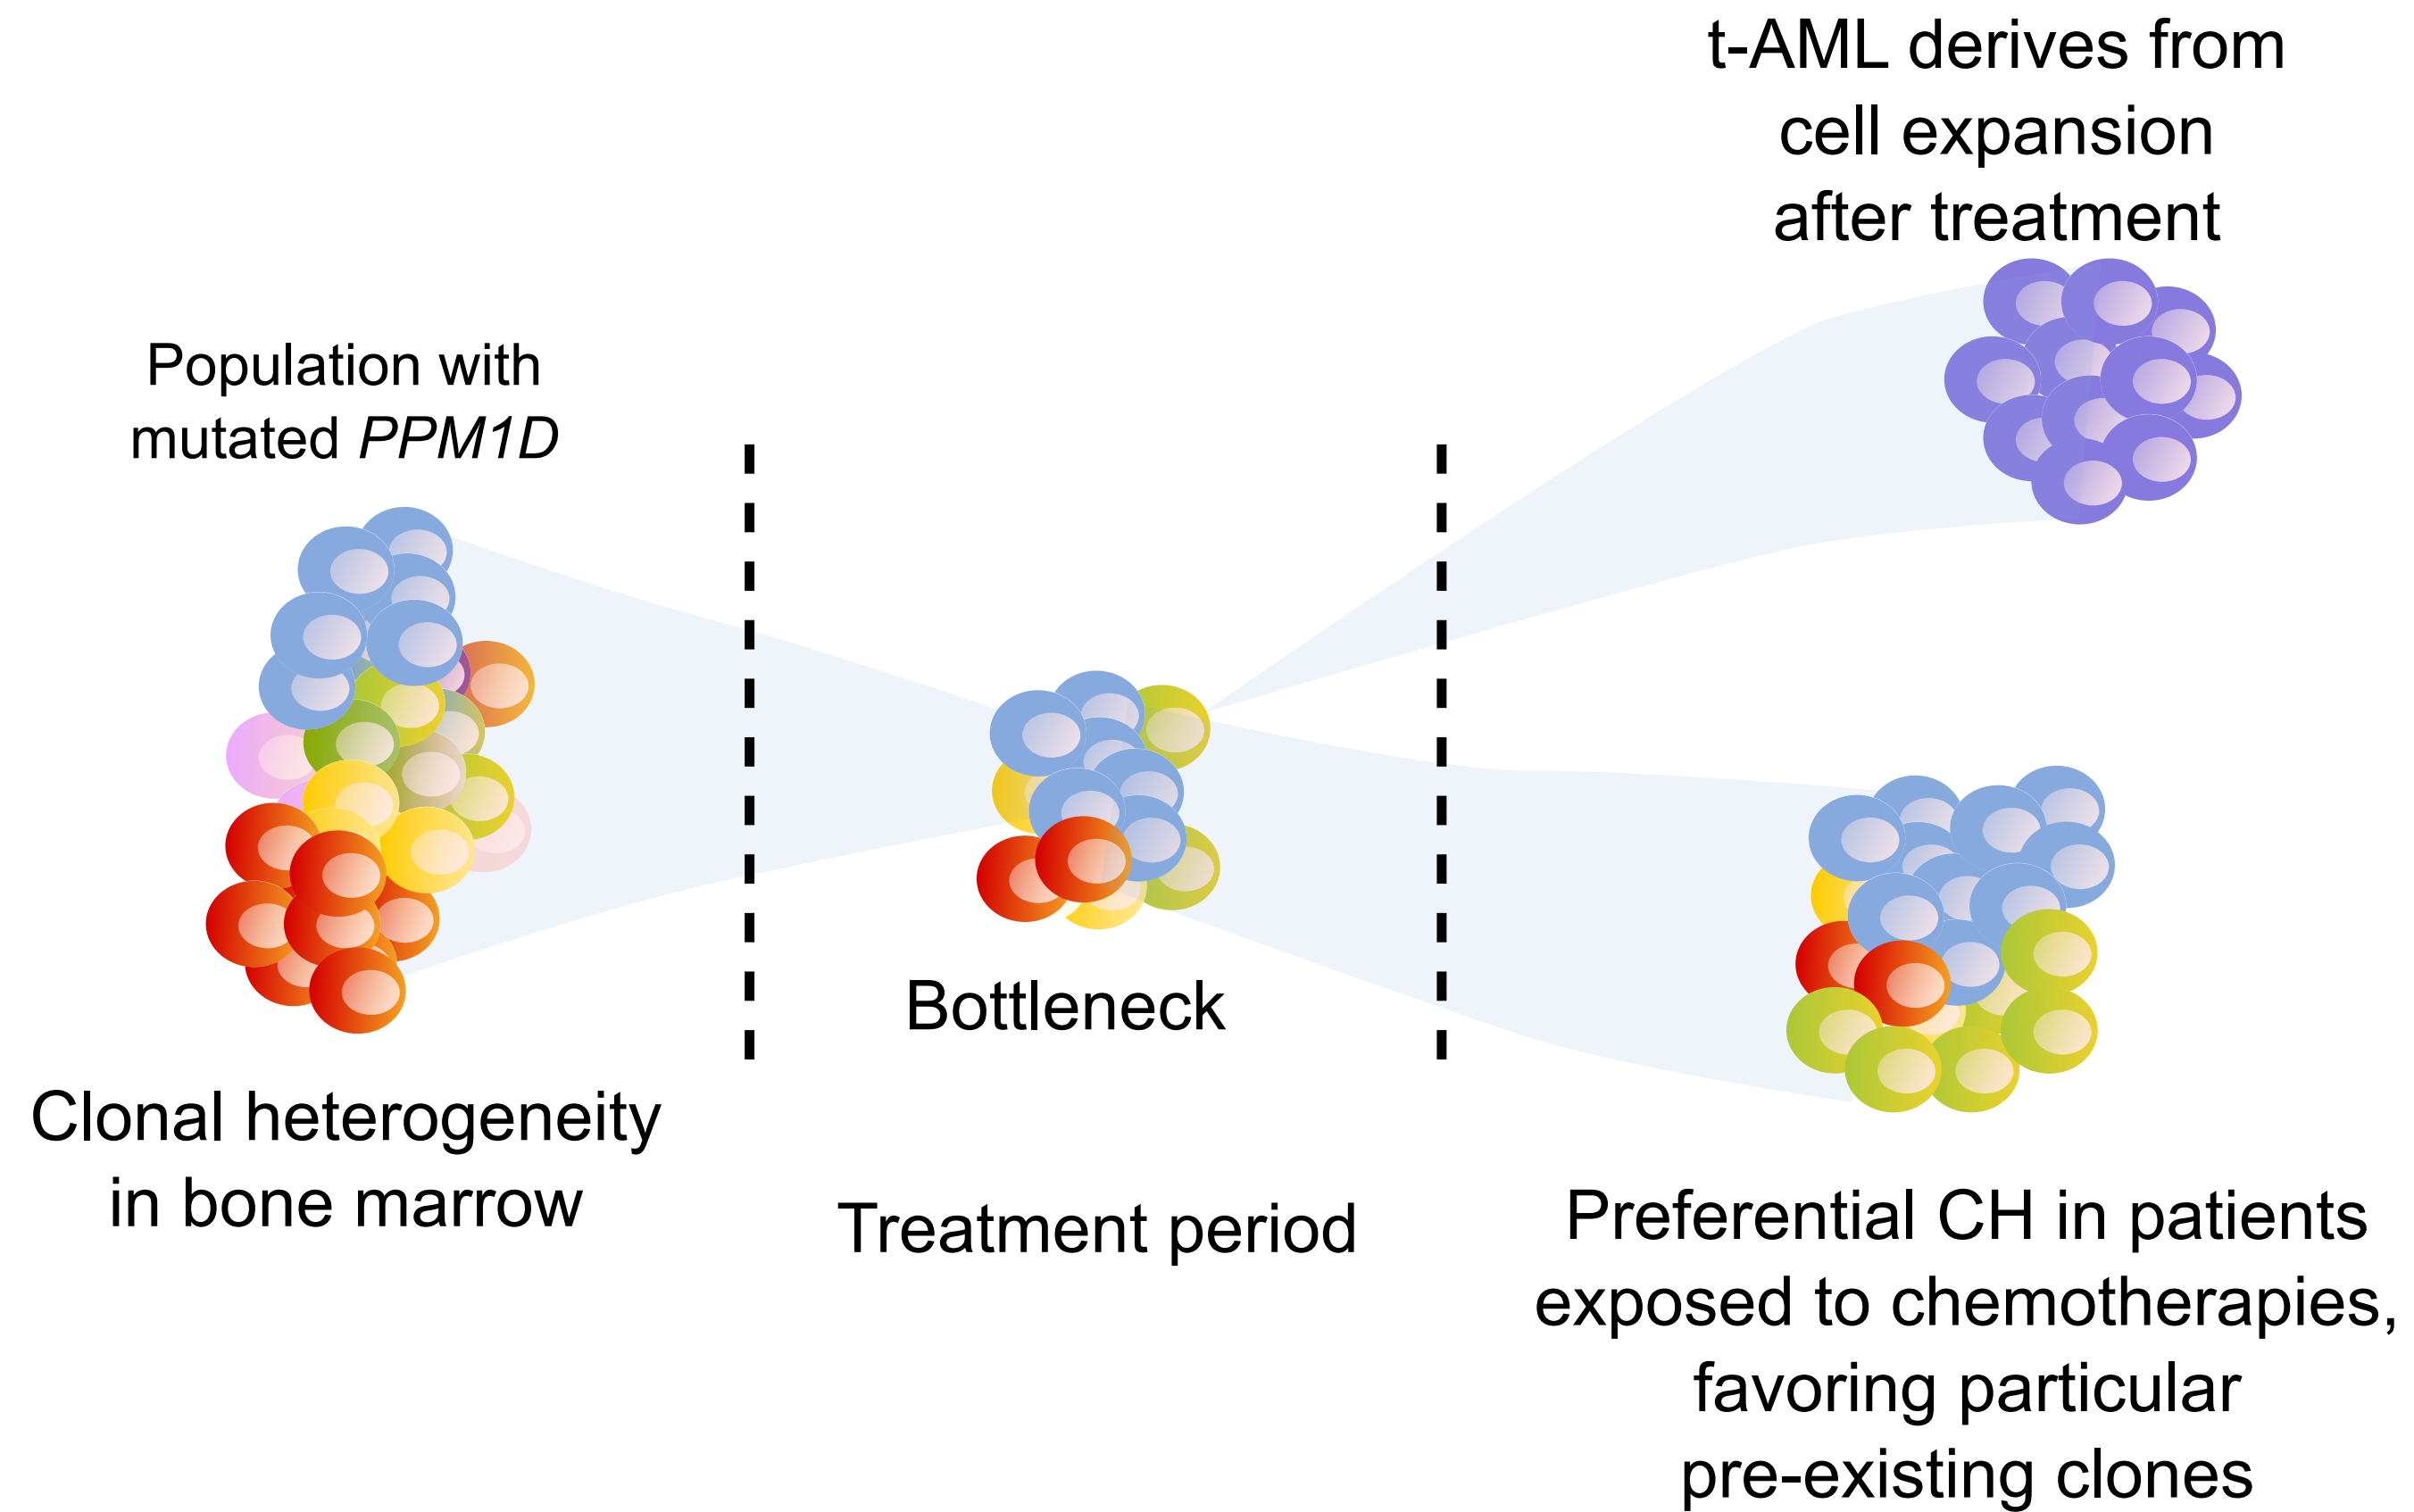 t-AML derives from
cell expansion
after treatment
Population with
mutated PPM1D
Bottleneck
Clonal heterogeneity
in bone marrow
Treatment period
Preferential CH in patients
exposed to chemotherapies,
favoring particular
pre-existing clones